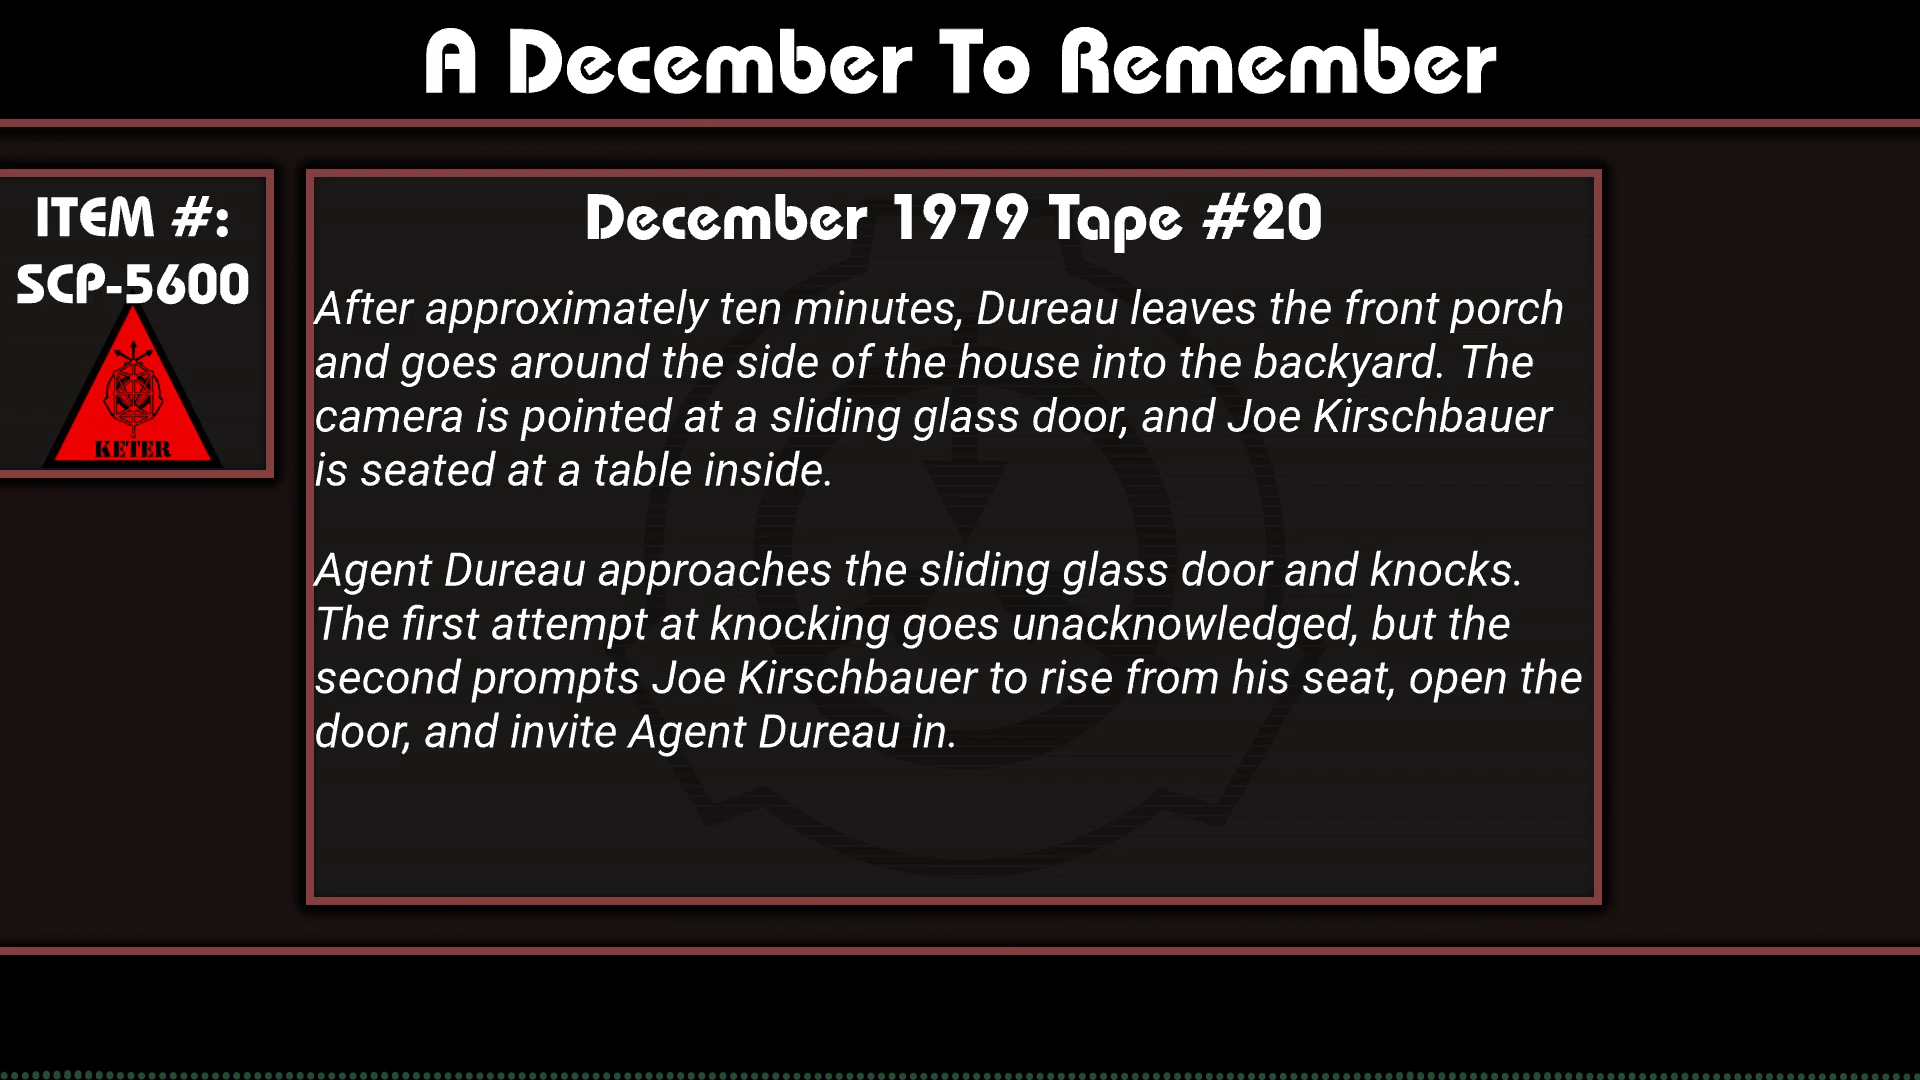 A December To Remember
ITEM #:
SCP-5600
KETER
December 1979 Tape #20
After approximately ten minutes, Dureau leaves the front porch
and goes around the side of the house into the backyard. The
camera is pointed at a sliding glass door, and Joe Kirschbauer
is seated at a table inside.
Agent Dureau approaches the sliding glass door and knocks.
The first attempt at knocking goes unacknowledged, but the
second prompts Joe Kirschbauer to rise from his seat, open the
door, and invite Agent Dureau in.